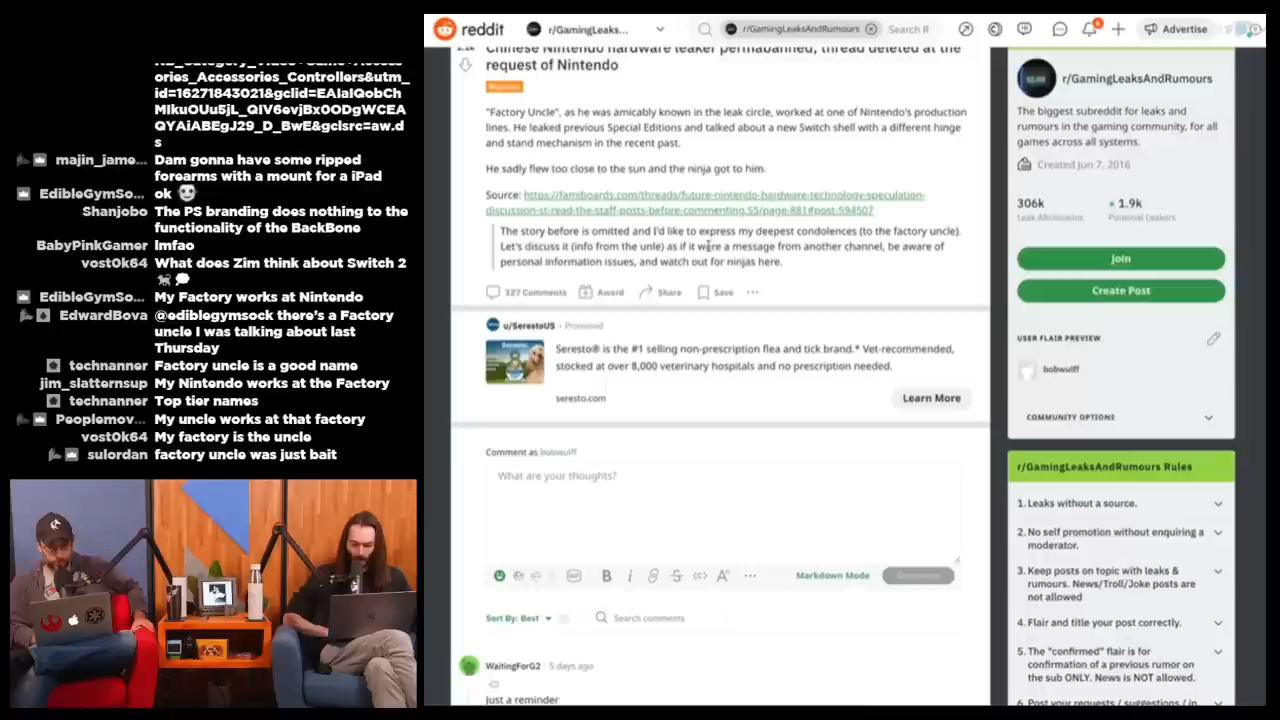 ories_Accessories_Controllers&utm_
id=16271843021&gclid=EAIaIQobCh
MIkuOUu5jL_QIV6evjBx0ODgWCEA
QYAiABEgJ29_D_BwE&gclsrc=aw.d
s
majin_jame... Dam gonna have some ripped
forearms with a mount for a iPad
EdibleGymSo... ok
smiobo The PS branding does nothing to the
functionality of the BackBone
BabyPinkGamer lmfao
vost0k64 What does Zim think about Switch 2
EdibleGymSo... My Factory works at Nintendo
EdwardBova @ediblegymsock there's a Factory
uncle I was talking about last
Thursday
technanner Factory uncle is a good name
jim_slatternsup My Nintendo works at the Factory
technanner Top tier names
Peoplemov... My uncle works at that factory
vost0k64 My factory is the uncle
sulordan factory uncle was just bait
reddit r/GamingLeaks... r/GamingLeaksAndRumours Search R Advertise
Chinese Nintendo hardware leaker permabanned, thread deleted at the
request of Nintendo
"Factory Uncle", as he was amicably known in the leak circle, worked at one of Nintendo's production
lines. He leaked previous Special Editions and talked about a new Switch shell with a different hinge
and stand mechanism in the recent past.
He sadly flew too close to the sun and the ninja got to him.
Source: https://famiboards.com/threads/future-nintendo-hardware-technology-speculation-
discussion-st-read-the-staff-posts-before-commenting.55/page-881#post-594507
The story before is omitted and I'd like to express my deepest condolences (to the factory uncle).
Let's discuss it (info from the unle) as if it were a message from another channel, be aware of
personal information issues, and watch out for ninjas here.
327 Comments Award Share Save ...
u/SerestoUS · Promoted
Seresto® is the #1 selling non-prescription flea and tick brand.* Vet-recommended,
stocked at over 8,000 veterinary hospitals and no prescription needed.
seresto.com Learn More
Comment as bobwulff
What are your thoughts?
B i GIF Markdown Mode Comment
Sort By: Best Search comments
WaitingForG2 · 5 days ago
Just a reminder
r/GamingLeaksAndRumours
The biggest subreddit for leaks and
rumours in the gaming community, for all
games across all systems.
Created Jun 7, 2016
306k 1.9k
Leak Aficionados Personal Leakers
Join
Create Post
USER FLAIR PREVIEW
bobwulff
COMMUNITY OPTIONS
r/GamingLeaksAndRumours Rules
1. Leaks without a source.
2. No self promotion without enquiring a
moderator.
3. Keep posts on topic with leaks &
rumours. News/Troll/Joke posts are
not allowed
4. Flair and title your post correctly.
5. The "confirmed" flair is for
confirmation of a previous rumor on
the sub ONLY. News is NOT allowed.
6. Post your requests / suggestions / in